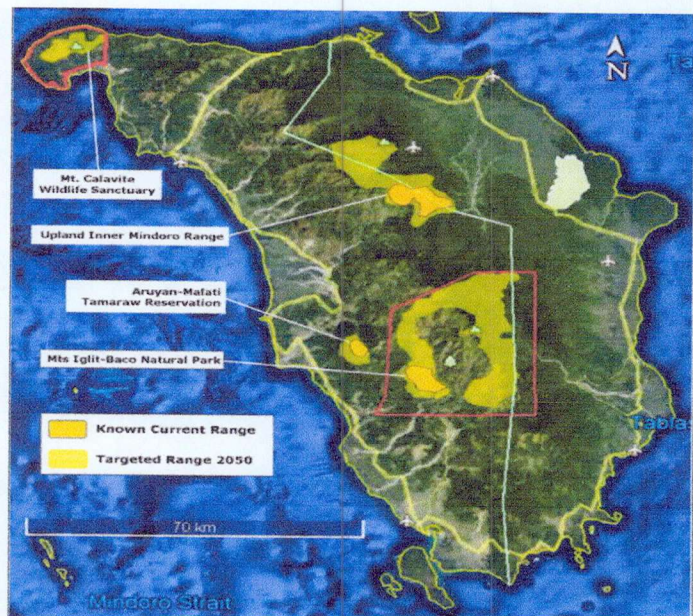 N
Mt. Calavite
Wildlife Sanctuary
Upland Inner Mindoro Range
Aruyan-Malati
Tamaraw Reservation
Mts Iglit-Baco Natural Park
Known Current Range
Targeted Range 2050
70 km
Mindoro Strait